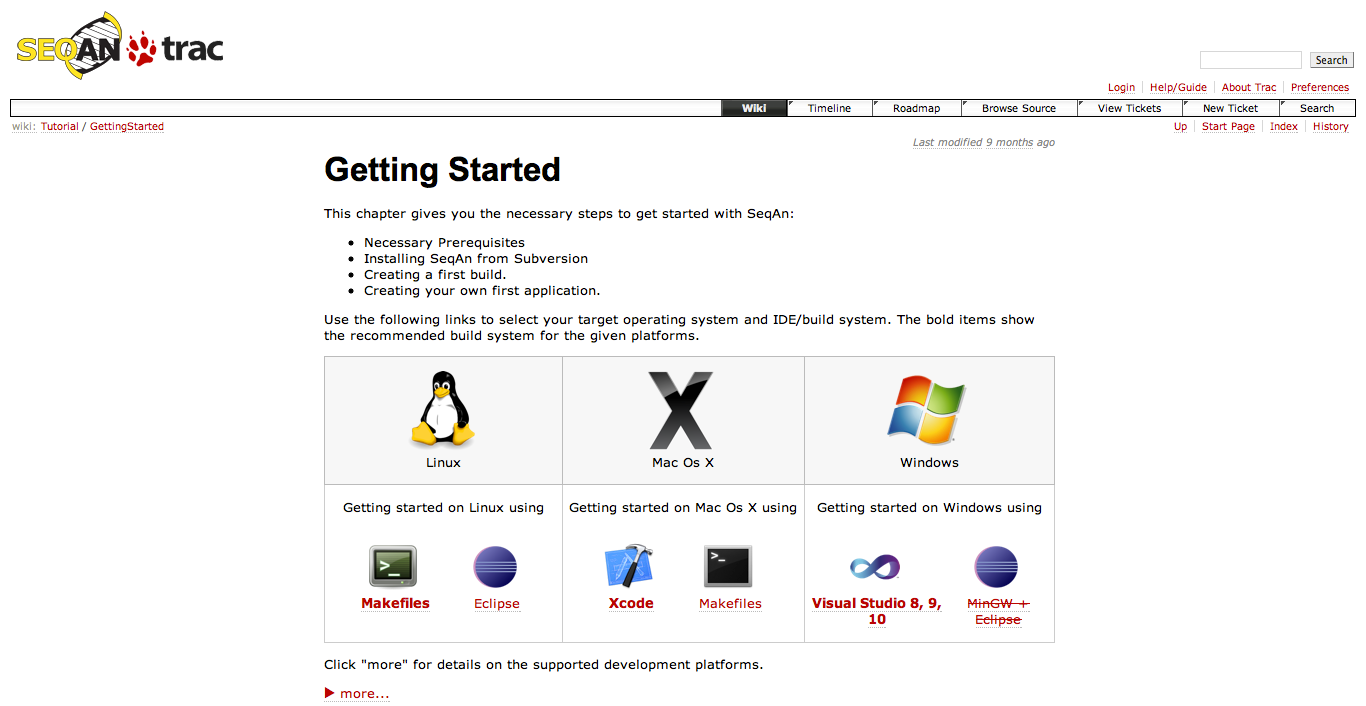 SEQAN trac
Search
Login Help/Guide About Trac Preferences
Wiki Timeline Roadmap Browse Source View Tickets New Ticket Search
wiki: Tutorial / GettingStarted
Up Start Page Index History
Last modified 9 months ago
Getting Started
This chapter gives you the necessary steps to get started with SeqAn:
• Necessary Prerequisites
• Installing SeqAn from Subversion
• Creating a first build.
• Creating your own first application.
Use the following links to select your target operating system and IDE/build system. The bold items show
the recommended build system for the given platforms.
Linux Mac Os X Windows
Getting started on Linux using Getting started on Mac Os X using Getting started on Windows using
Makefiles Eclipse Xcode Makefiles Visual Studio 8, 9, MinGW +
10 Eclipse
Click "more" for details on the supported development platforms.
more...